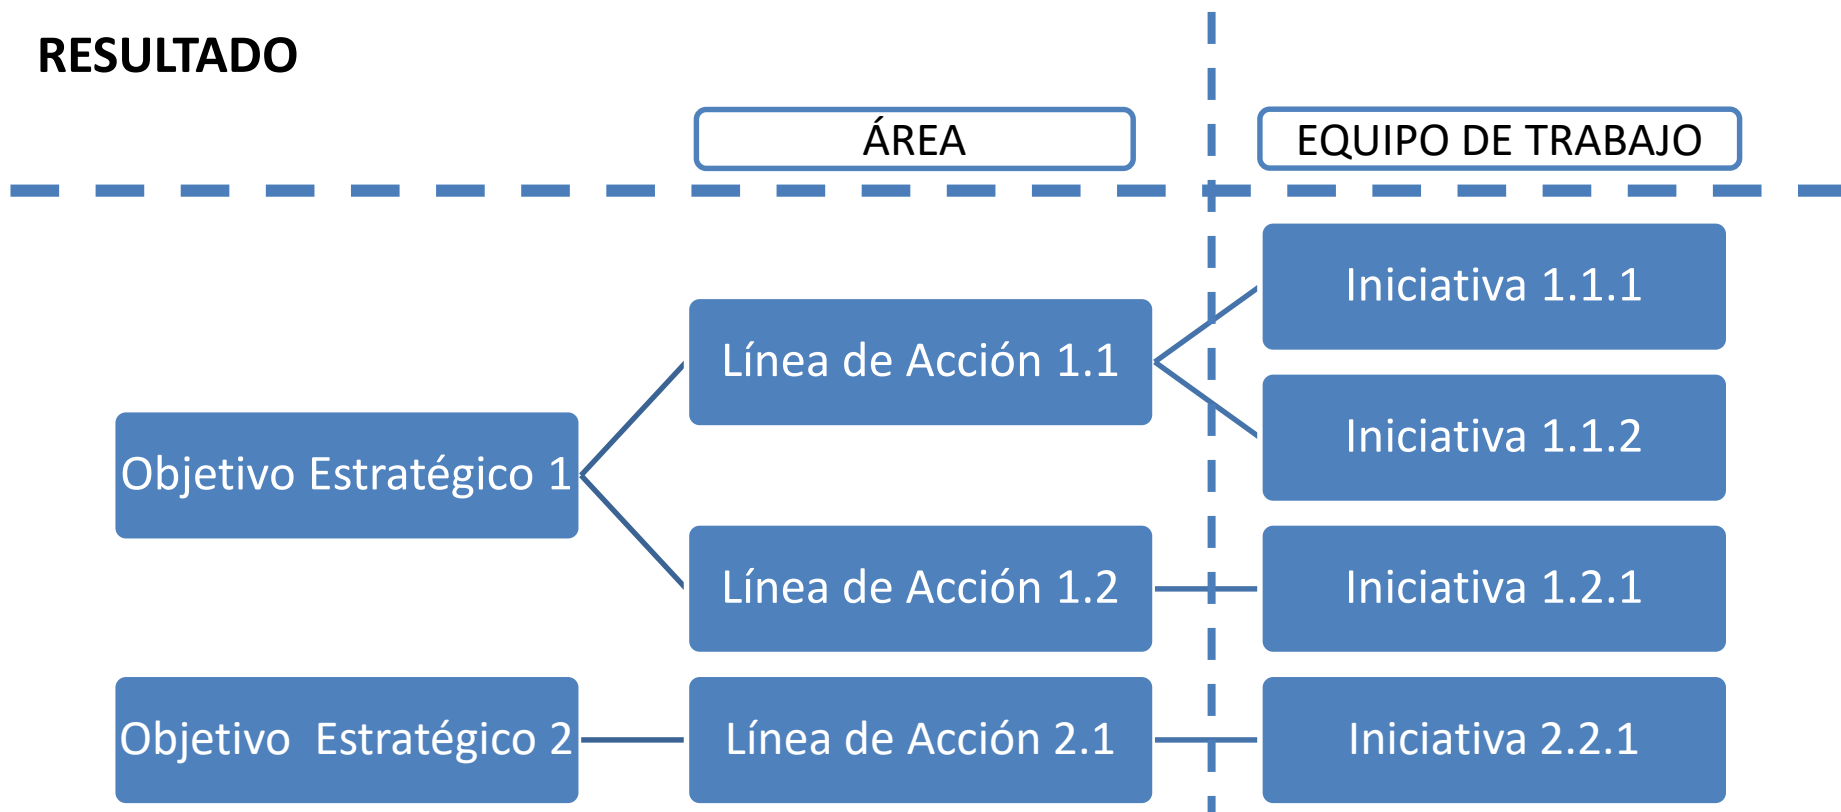 RESULTADO
ÁREA
EQUIPO DE TRABAJO
Iniciativa 1.1.1
Línea de Acción 1.1
Iniciativa 1.1.2
Objetivo Estratégico 1
Línea de Acción 1.2
Iniciativa 1.2.1
Objetivo  Estratégico 2
Línea de Acción 2.1
Iniciativa 2.2.1